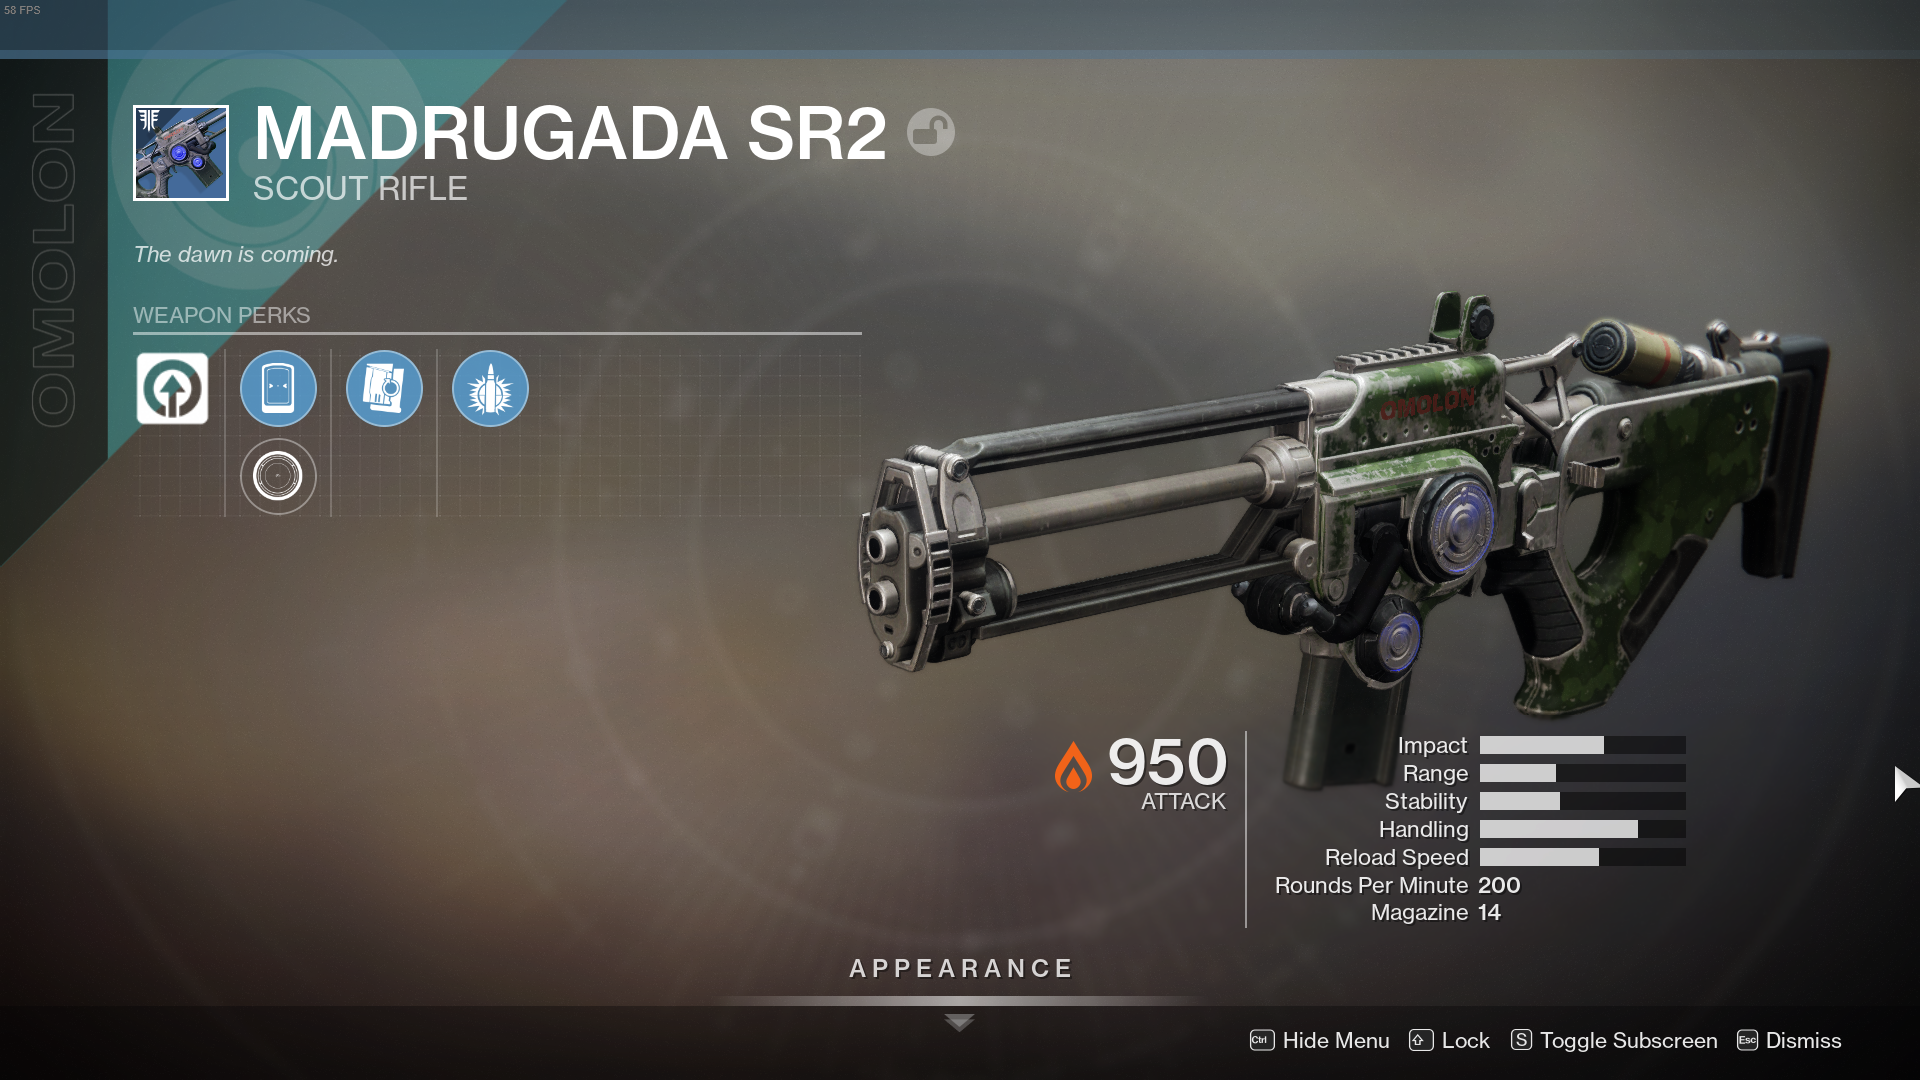 58 FPS
OMOLON
MADRUGADA SR2
SCOUT RIFLE
The dawn is coming.
WEAPON PERKS
OMOLON
950
ATTACK
Impact
Range
Stability
Handling
Reload Speed
Rounds Per Minute 200
Magazine 14
APPEARANCE
Ctrl Hide Menu Lock S Toggle Subscreen Esc Dismiss